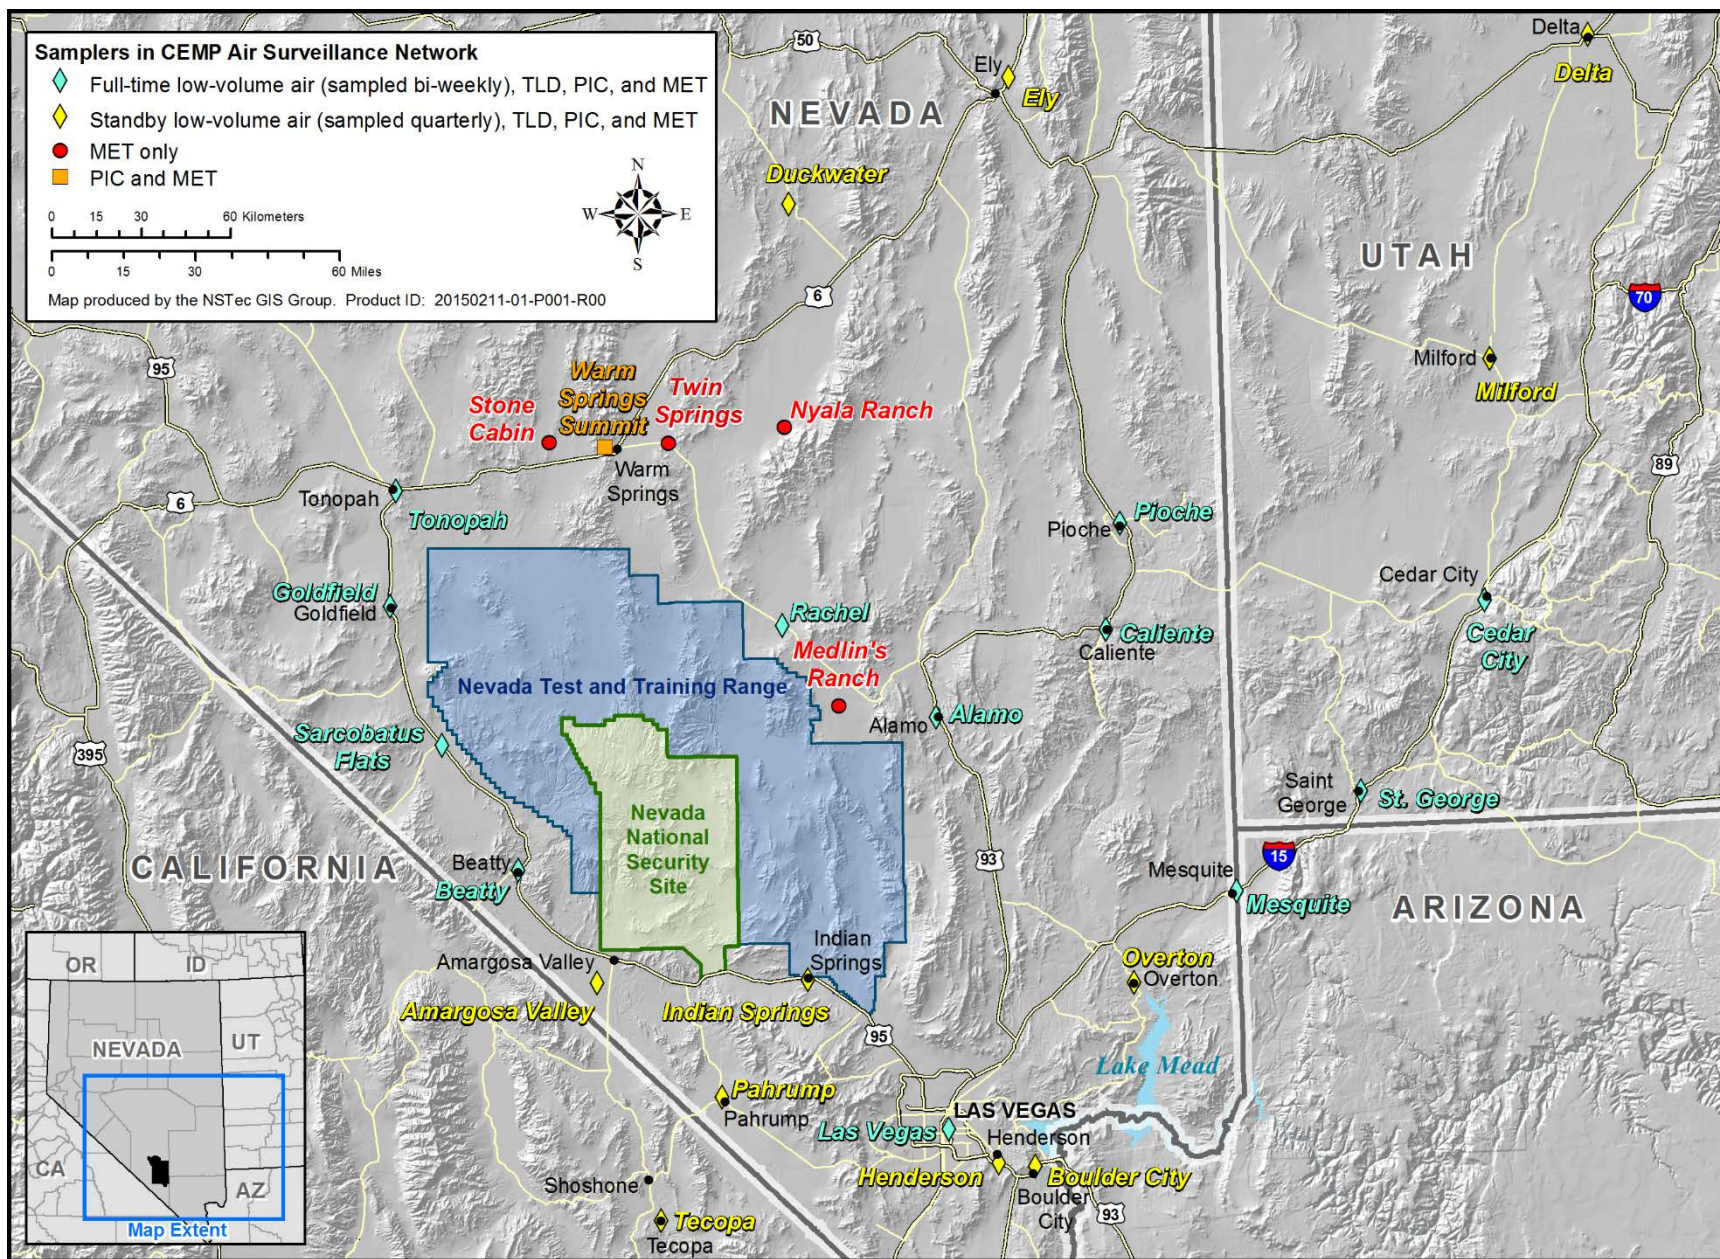 Samplers in CEMP Air Surveillance Network
Full-time low-volume air (sampled bi-weekly), TLD, PIC, and MET
Standby low-volume air (sampled quarterly), TLD, PIC, and MET
MET only
PIC and MET
N
W
E
S
0 15 30 60 Kilometers
0 15 30 60 Miles
Map produced by the NSTec GIS Group. Product ID: 20150211-01-P001-R00
50
Ely
Ely
NEVADA
Delta
Delta
Duckwater
UTAH
6
70
95
Milford
Milford
Stone
Cabin
Warm
Springs
Summit
Twin
Springs
Nyala Ranch
Warm
Springs
89
Tonopah
Tonopah
6
Pioche
Pioche
Goldfield
Goldfield
Rachel
Caliente
Caliente
Cedar City
Cedar
City
Medlin's
Ranch
Nevada Test and Training Range
Alamo
Alamo
Sarcobatus
Flats
395
Saint
George
St. George
Nevada
National
Security
Site
CALIFORNIA
Beatty
Beatty
93
15
Mesquite
Mesquite
ARIZONA
Indian
Springs
Indian Springs
Amargosa Valley
Amargosa Valley
Overton
Overton
95
Lake Mead
Pahrump
Pahrump
LAS VEGAS
Las Vegas
Henderson
Henderson
Boulder City
Boulder
City
93
Shoshone
Tecopa
Tecopa
OR
ID
NEVADA
UT
CA
AZ
Map Extent